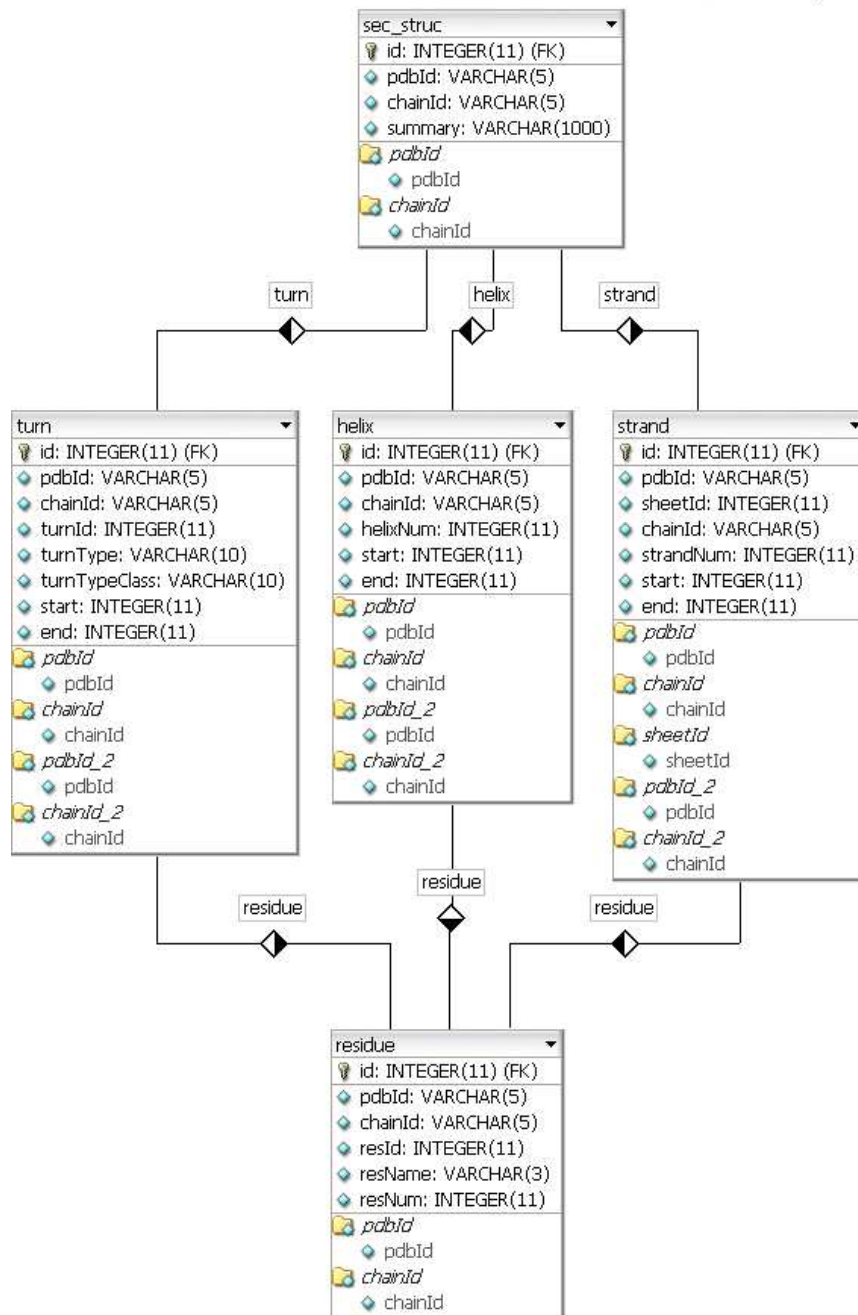 sec_struc
id: INTEGER(11) (FK)
pdbId: VARCHAR(5)
chainId: VARCHAR(5)
summary: VARCHAR(1000)
pdbId
pdbId
chainId
chainId
turn
helix
strand
turn
id: INTEGER(11) (FK)
pdbId: VARCHAR(5)
chainId: VARCHAR(5)
turnId: INTEGER(11)
turnType: VARCHAR(10)
turnTypeClass: VARCHAR(10)
start: INTEGER(11)
end: INTEGER(11)
pdbId
pdbId
chainId
chainId
pdbId_2
pdbId
chainId_2
chainId
helix
id: INTEGER(11) (FK)
pdbId: VARCHAR(5)
chainId: VARCHAR(5)
helixNum: INTEGER(11)
start: INTEGER(11)
end: INTEGER(11)
pdbId
pdbId
chainId
chainId
pdbId_2
pdbId
chainId_2
chainId
strand
id: INTEGER(11) (FK)
pdbId: VARCHAR(5)
sheetId: INTEGER(11)
chainId: VARCHAR(5)
strandNum: INTEGER(11)
start: INTEGER(11)
end: INTEGER(11)
pdbId
pdbId
chainId
chainId
sheetId
sheetId
pdbId_2
pdbId
chainId_2
chainId
residue
residue
residue
residue
id: INTEGER(11) (FK)
pdbId: VARCHAR(5)
chainId: VARCHAR(5)
resId: INTEGER(11)
resName: VARCHAR(3)
resNum: INTEGER(11)
pdbId
pdbId
chainId
chainId